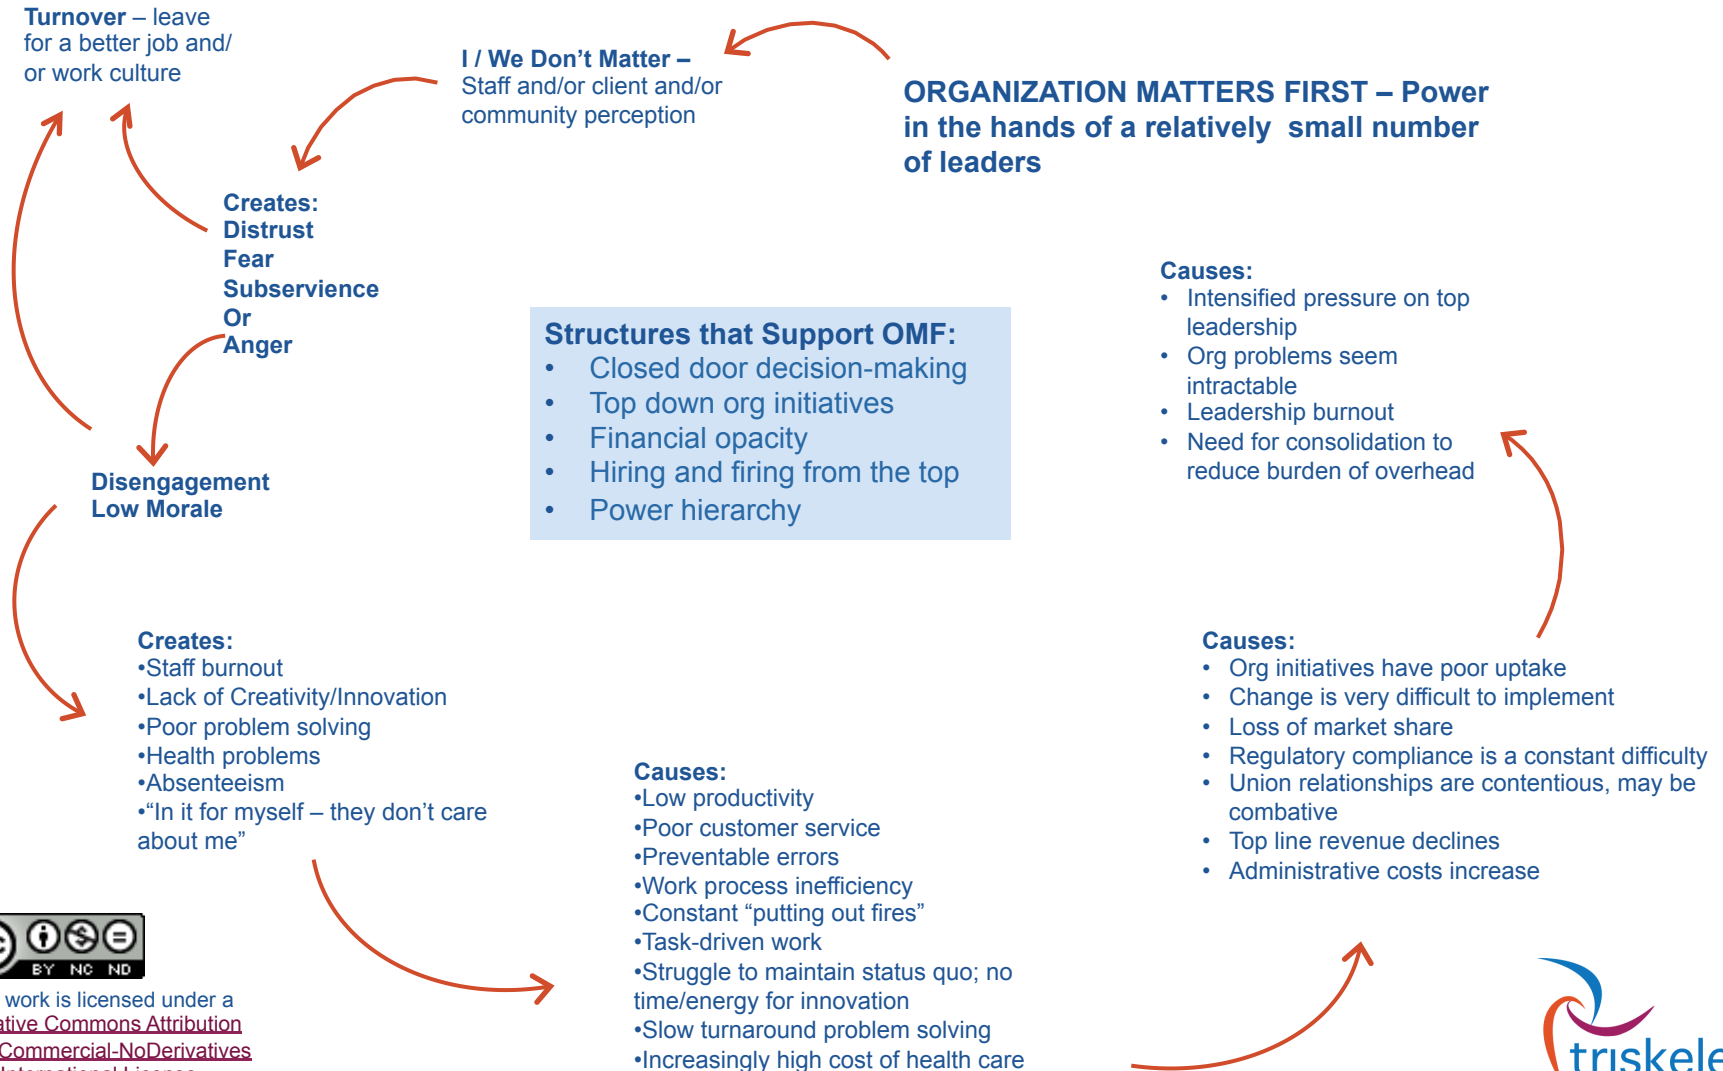 Turnover – leave
for a better job and/
or work culture
I / We Don't Matter –
Staff and/or client and/or
community perception
ORGANIZATION MATTERS FIRST – Power
in the hands of a relatively small number
of leaders
Creates:
Distrust
Fear
Subservience
Or
Anger
Causes:
• Intensified pressure on top
leadership
• Org problems seem
intractable
• Leadership burnout
• Need for consolidation to
reduce burden of overhead
Structures that Support OMF:
• Closed door decision-making
• Top down org initiatives
• Financial opacity
• Hiring and firing from the top
• Power hierarchy
Disengagement
Low Morale
Creates:
•Staff burnout
•Lack of Creativity/Innovation
•Poor problem solving
•Health problems
•Absenteeism
•“In it for myself – they don't care
about me”
Causes:
•Low productivity
•Poor customer service
•Preventable errors
•Work process inefficiency
•Constant “putting out fires”
•Task-driven work
•Struggle to maintain status quo; no
time/energy for innovation
•Slow turnaround problem solving
•Increasingly high cost of health care
Causes:
• Org initiatives have poor uptake
• Change is very difficult to implement
• Loss of market share
• Regulatory compliance is a constant difficulty
• Union relationships are contentious, may be
combative
• Top line revenue declines
• Administrative costs increase
BY NC ND
work is licensed under a
ative Commons Attribution
Commercial-NoDerivatives
International License
triskele